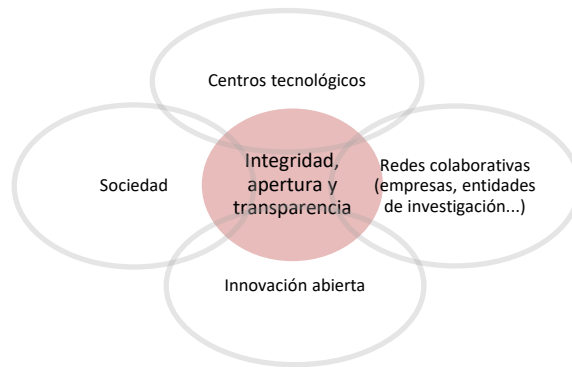 Centros tecnológicos
Sociedad
Integridad,
apertura y
transparencia
Redes colaborativas
(empresas, entidades
de investigación...)
Innovación abierta